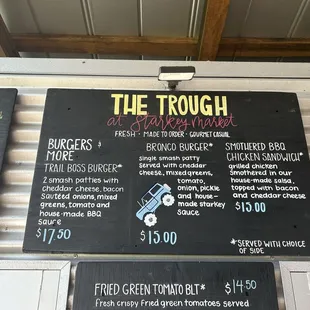 THE TROUGH
at Starkey Market
FRESH - MADE TO ORDER - GOURMET CASUAL
BURGERS &
MORE
TRAIL BOSS BURGER*
2 smash patties with
cheddar cheese, bacon
sautéed onions, mixed
greens, tomato and
house-made BBQ
sauce
$17.50
BRONCO BURGER*
single smash patty
served with cheddar
cheese, mixed greens,
tomato,
onion, pickle
and house-
made starkey
sauce
$15.00
SMOTHERED BBQ
CHICKEN SANDWICH*
grilled chicken
smothered in our
house-made salsa,
topped with bacon
and cheddar cheese
$15.00
*SERVED WITH CHOICE
OF SIDE
FRIED GREEN TOMATO BLT* $14.50
Fresh crispy fried green tomatoes served